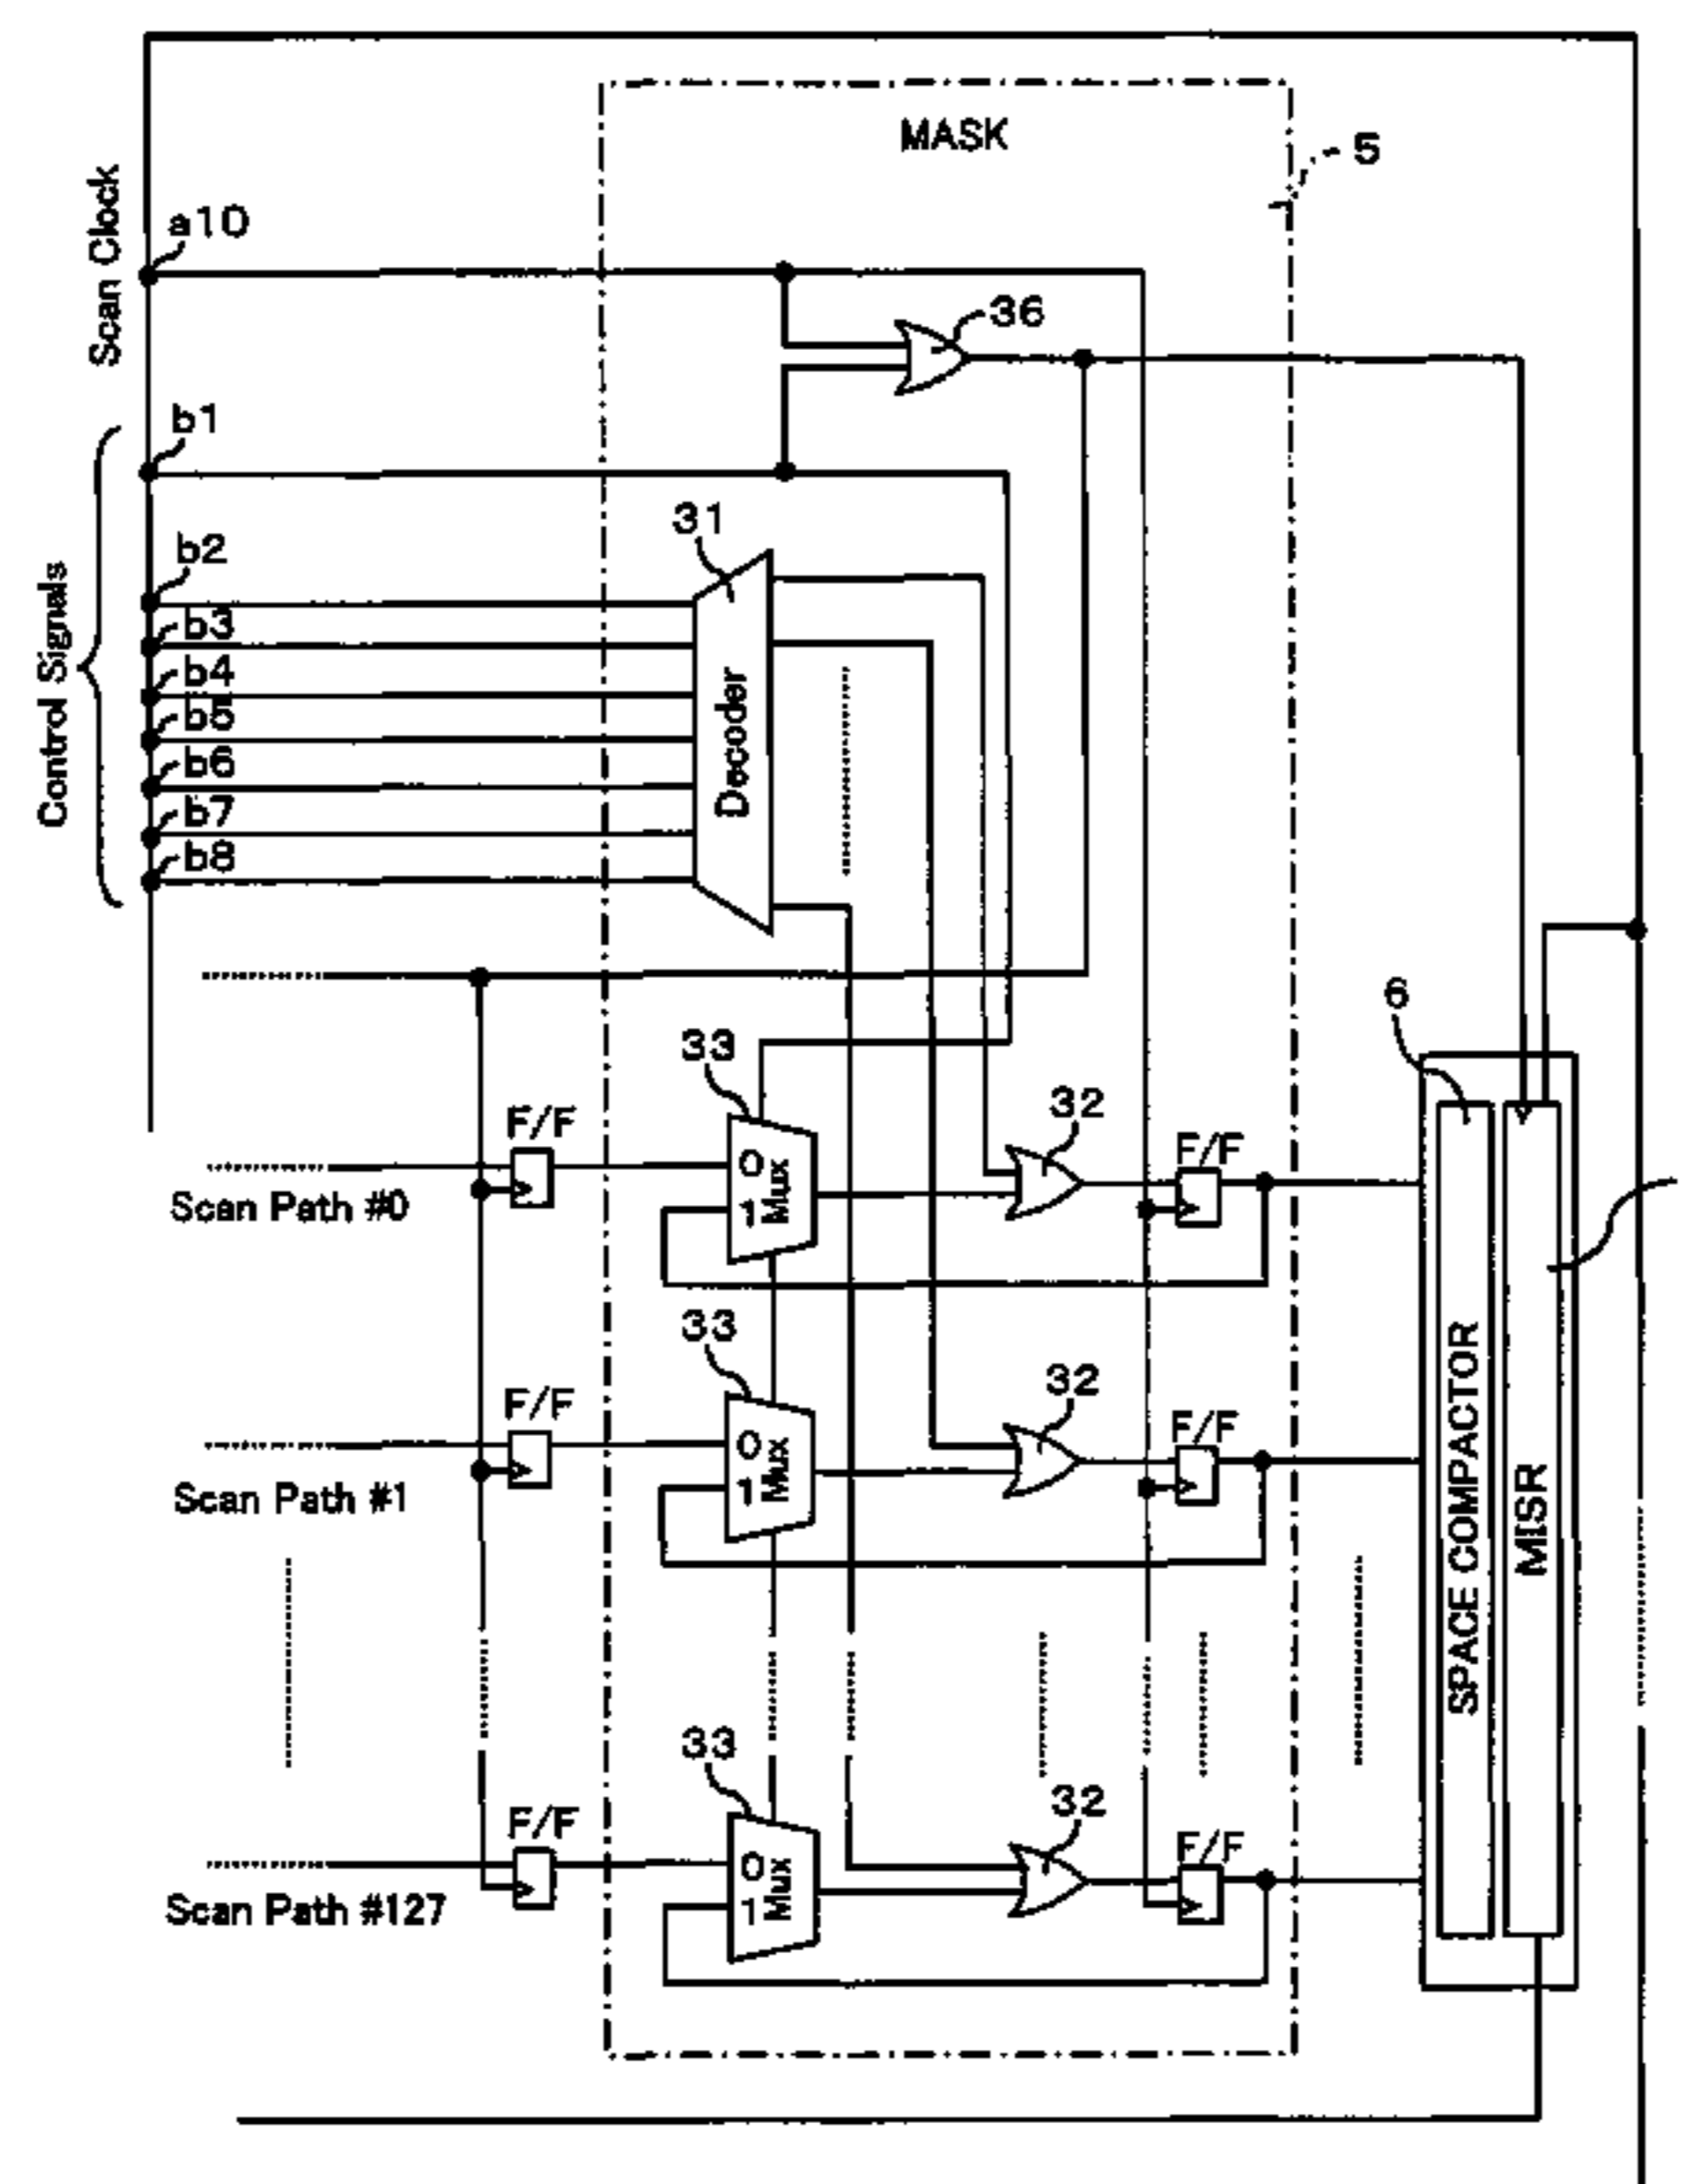 MASK
5
Scan Clock
a10
36
b1
Control Signals
31
b2
b3
b4
b5
b6
b7
b8
Decoder
6
33
32
F/F
0
1
Mux
F/F
Scan Path #0
33
32
F/F
0
1
Mux
F/F
Scan Path #1
SPACE COMPACTOR
MISR
33
32
F/F
0
1
Mux
F/F
Scan Path #127